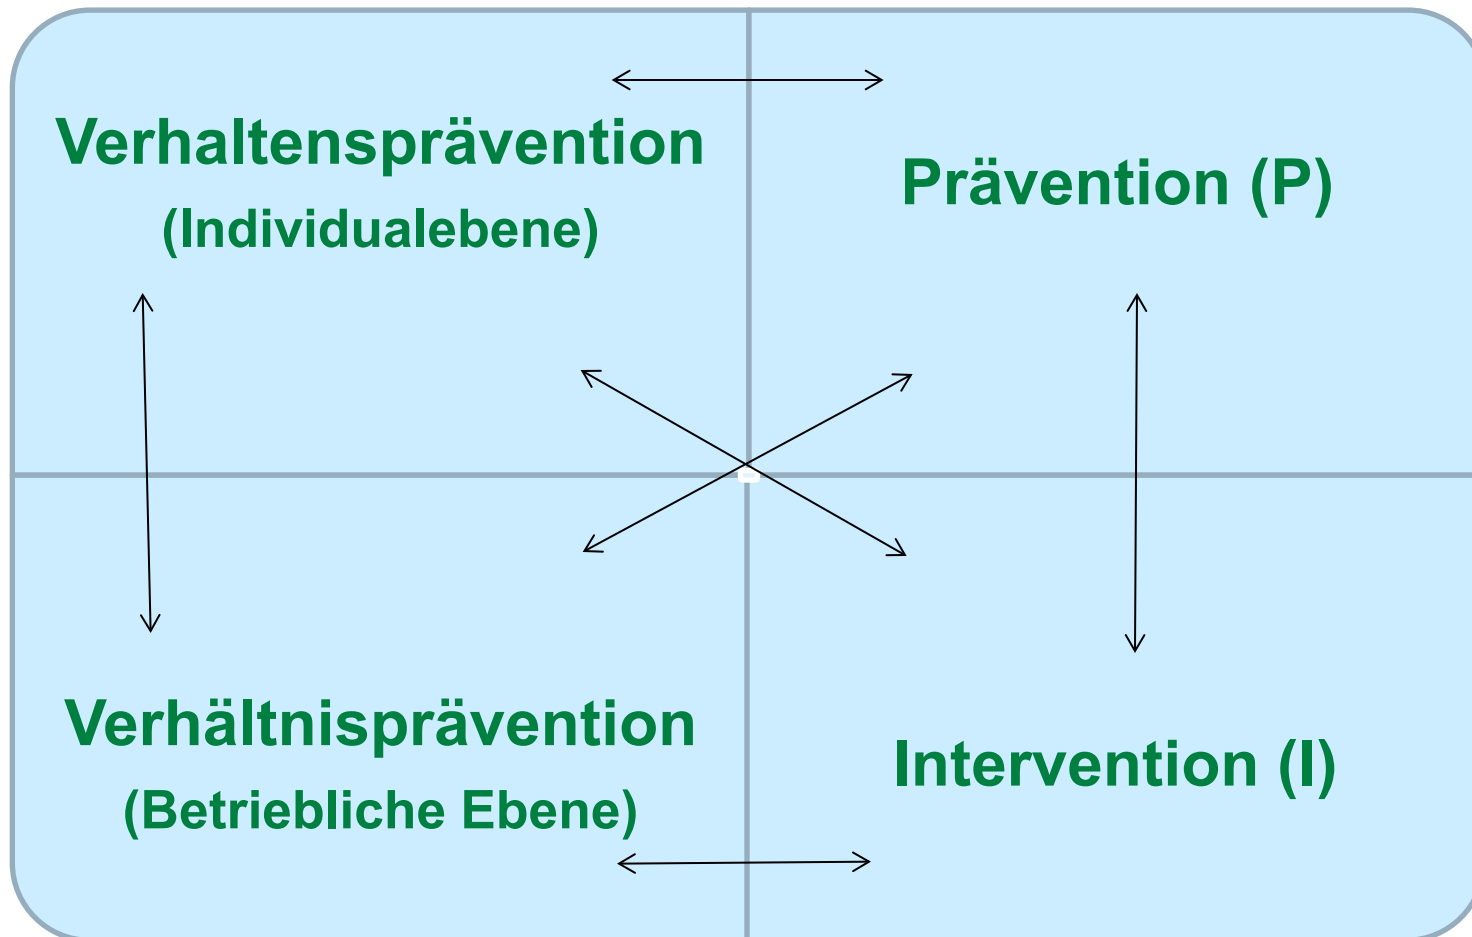 Verhaltensprävention
(Individualebene)
Prävention (P)
Verhältnisprävention
(Betriebliche Ebene)
Intervention (I)